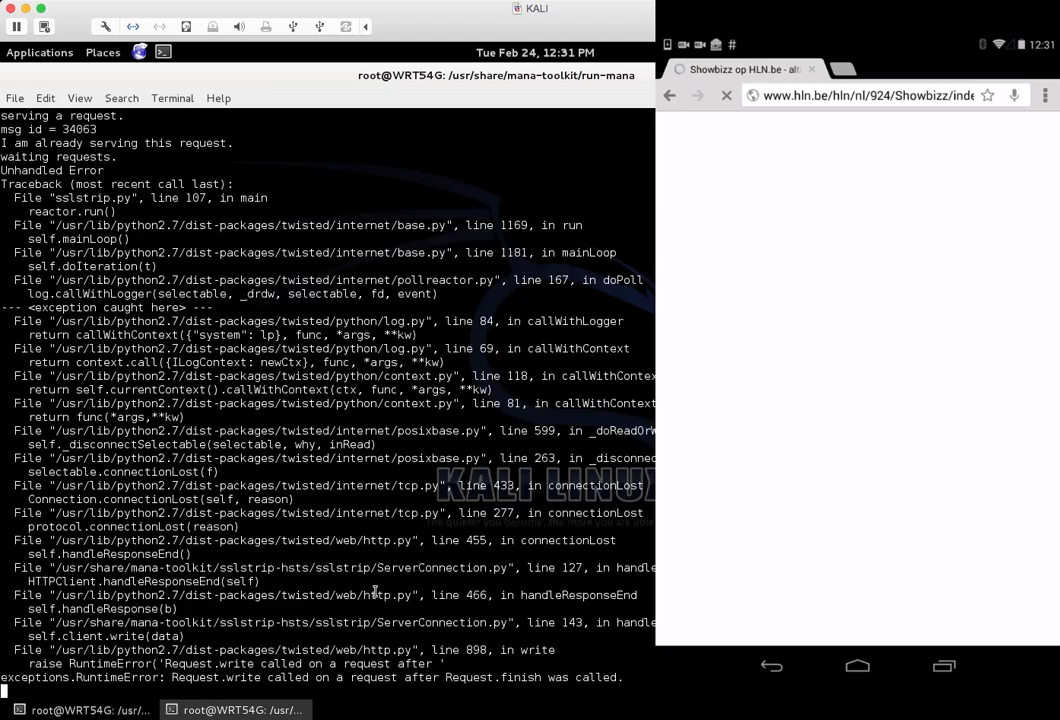 KALI
Applications Places Tue Feb 24, 12:31 PM
# 12:31
root@WRT54G: /usr/share/mana-toolkit/run-mana
Showbizz op HLN.be - alti
File Edit View Search Terminal Help
www.hln.be/hln/nl/924/Showbizz/inde
serving a request.
msg id = 34063
I am already serving this request.
waiting requests.
Unhandled Error
Traceback (most recent call last):
File "sslstrip.py", line 107, in main
reactor.run()
File "/usr/lib/python2.7/dist-packages/twisted/internet/base.py", line 1169, in run
self.mainLoop()
File "/usr/lib/python2.7/dist-packages/twisted/internet/base.py", line 1181, in mainLoop
self.doIteration(t)
File "/usr/lib/python2.7/dist-packages/twisted/internet/pollreactor.py", line 167, in doPoll
log.callWithLogger(selectable, _drdw, selectable, fd, event)
--- <exception caught here> ---
File "/usr/lib/python2.7/dist-packages/twisted/python/log.py", line 84, in callWithLogger
return callWithContext({"system": lp}, func, *args, **kw)
File "/usr/lib/python2.7/dist-packages/twisted/python/log.py", line 69, in callWithContext
return context.call({ILogContext: newCtx}, func, *args, **kw)
File "/usr/lib/python2.7/dist-packages/twisted/python/context.py", line 118, in callWithContex
return self.currentContext().callWithContext(ctx, func, *args, **kw)
File "/usr/lib/python2.7/dist-packages/twisted/python/context.py", line 81, in callWithContext
return func(*args,**kw)
File "/usr/lib/python2.7/dist-packages/twisted/internet/posixbase.py", line 599, in _doReadOrW
self._disconnectSelectable(selectable, why, inRead)
File "/usr/lib/python2.7/dist-packages/twisted/internet/posixbase.py", line 263, in _disconnec
selectable.connectionLost(f)
File "/usr/lib/python2.7/dist-packages/twisted/internet/tcp.py", line 433, in connectionLost
Connection.connectionLost(self, reason)
File "/usr/lib/python2.7/dist-packages/twisted/internet/tcp.py", line 277, in connectionLost
protocol.connectionLost(reason)
File "/usr/lib/python2.7/dist-packages/twisted/web/http.py", line 455, in connectionLost
self.handleResponseEnd()
File "/usr/share/mana-toolkit/sslstrip-hsts/sslstrip/ServerConnection.py", line 127, in handle
HTTPClient.handleResponseEnd(self)
File "/usr/lib/python2.7/dist-packages/twisted/web/http.py", line 466, in handleResponseEnd
self.handleResponse(b)
File "/usr/share/mana-toolkit/sslstrip-hsts/sslstrip/ServerConnection.py", line 143, in handle
self.client.write(data)
File "/usr/lib/python2.7/dist-packages/twisted/web/http.py", line 898, in write
raise RuntimeError('Request.write called on a request after '
exceptions.RuntimeError: Request.write called on a request after Request.finish was called.
KALI LINUX
The quieter you become, the more you are able
root@WRT54G: /usr/... root@WRT54G: /usr/...